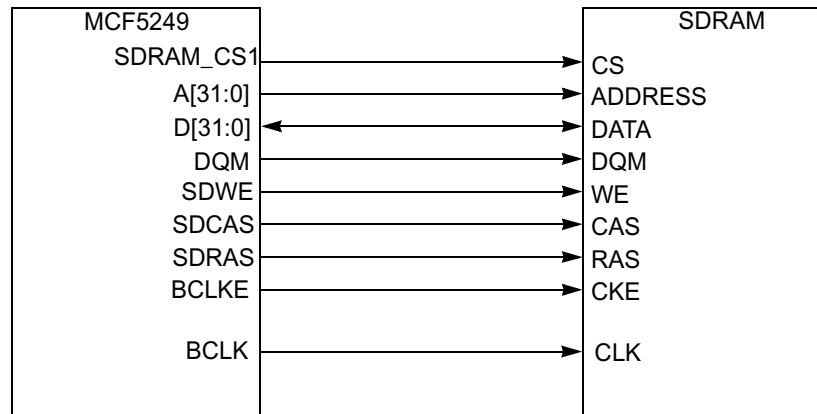 MCF5249
SDRAM_CS1
A[31:0]
D[31:0]
DQM
SDWE
SDCAS
SDRAS
BCLKE
BCLK
SDRAM
CS
ADDRESS
DATA
DQM
WE
CAS
RAS
CKE
CLK